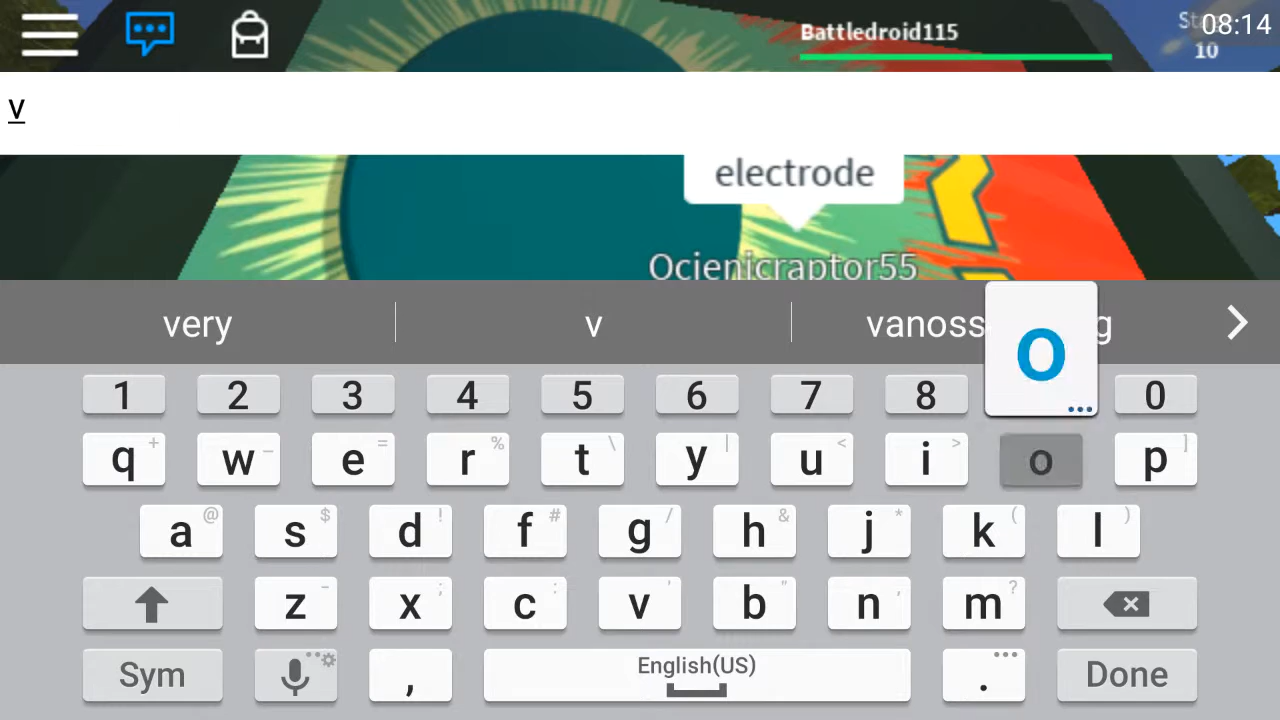 Battledroid115
08:14
10
v
electrode
Ocienicraptor55
very
v
vanoss
g
o
1 2 3 4 5 6 7 8 0
q + w - e = r % t \ y | u < i > o p ]
a @ s $ d ! f # g / h & j * k ( l )
z - x ; c : v ' b " n , m ?
Sym , English(US) . Done